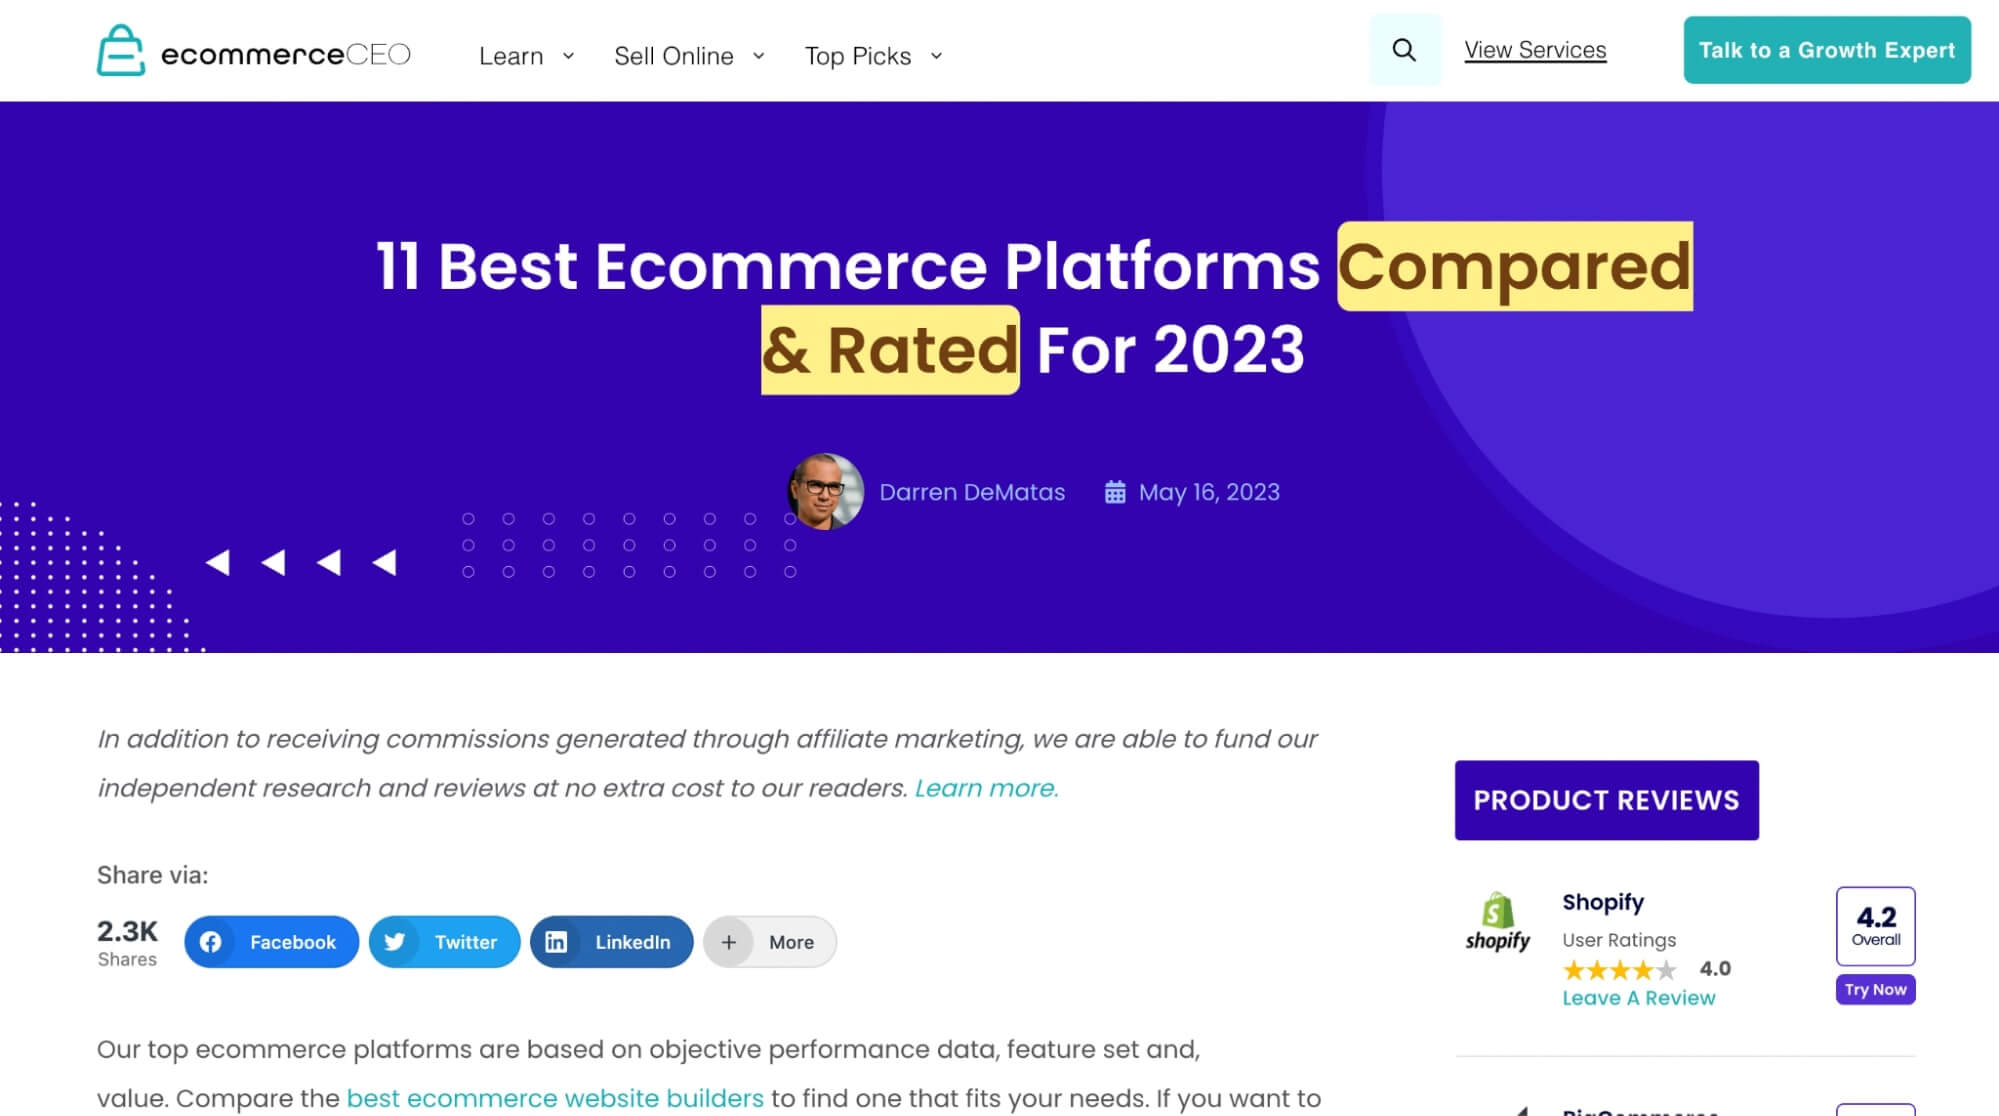 ecommerceCEO
Learn
Sell Online
Top Picks
View Services
Talk to a Growth Expert
11 Best Ecommerce Platforms Compared
& Rated For 2023
Darren DeMatas
May 16, 2023
In addition to receiving commissions generated through affiliate marketing, we are able to fund our
independent research and reviews at no extra cost to our readers. Learn more.
Share via:
2.3K
Shares
Facebook
Twitter
LinkedIn
More
Our top ecommerce platforms are based on objective performance data, feature set and,
value. Compare the best ecommerce website builders to find one that fits your needs. If you want to
PRODUCT REVIEWS
shopify
Shopify
User Ratings
4.0
Leave A Review
4.2
Overall
Try Now
BigCommerce